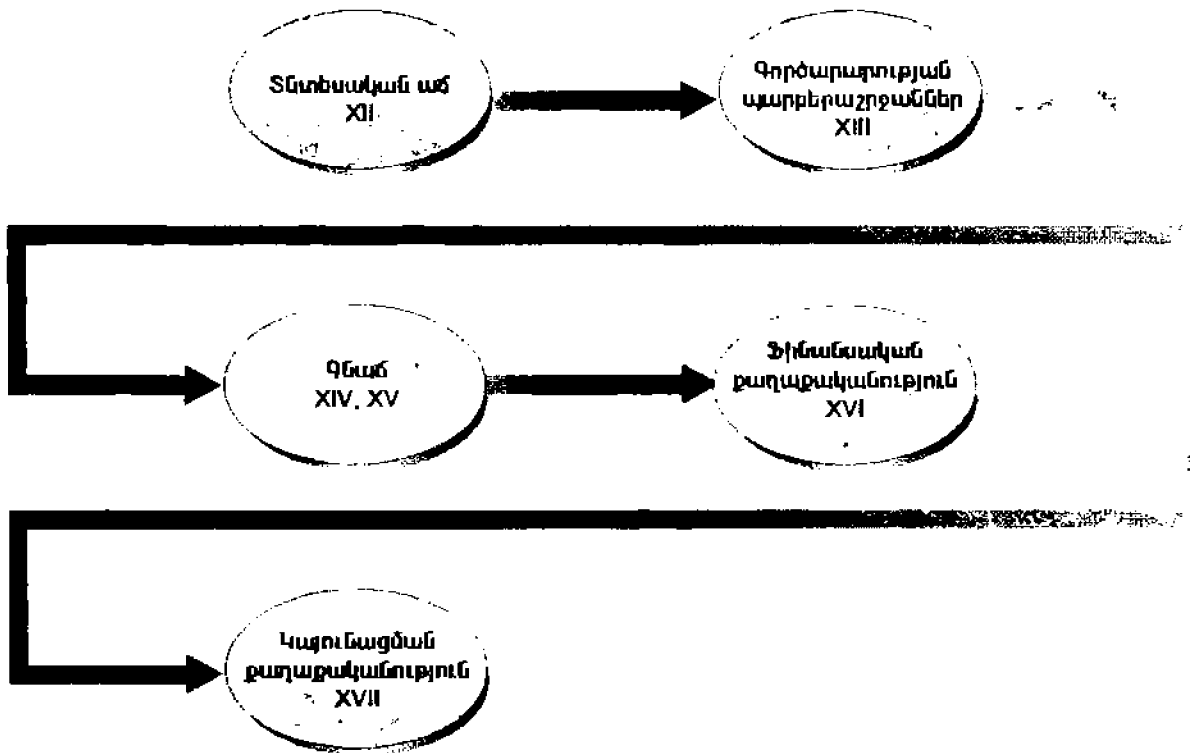 Տնտեսական աճ
XII
Գործարարության
պարբերաշրջաններ
XIII
Գնաճ
XIV, XV
Ֆինանսական
քաղաքականություն
XVI
Կայունացման
քաղաքականություն
XVII